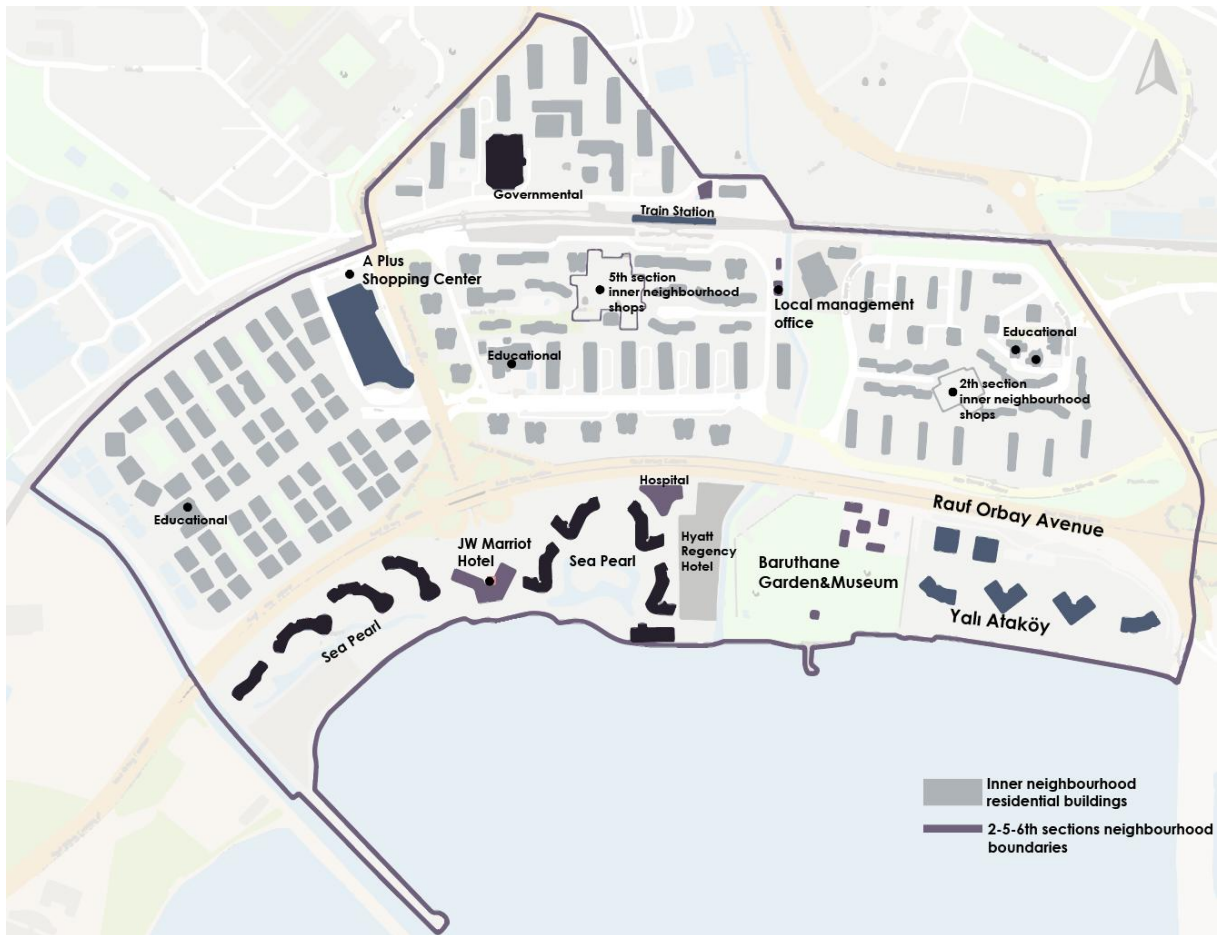 Governmental
Train Station
A Plus
Shopping Center
5th section
inner neighbourhood
shops
Local management
office
Educational
Educational
2th section
inner neighbourhood
shops
Educational
Hospital
Rauf Orbay Avenue
JW Marriot
Hotel
Sea Pearl
Hyatt
Regency
Hotel
Baruthane
Garden&Museum
Yalı Ataköy
Sea Pearl
Inner neighbourhood
residential buildings
2-5-6th sections neighbourhood
boundaries